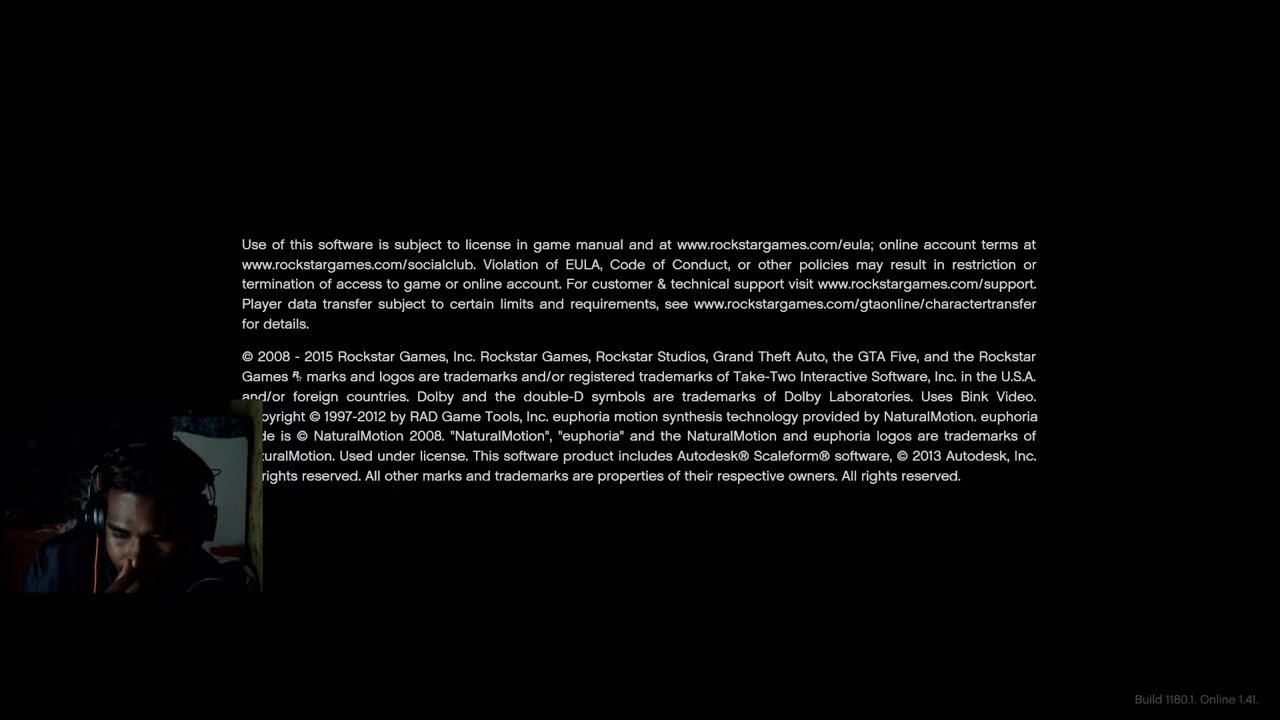 Use of this software is subject to license in game manual and at www.rockstargames.com/eula; online account terms at
www.rockstargames.com/socialclub. Violation of EULA, Code of Conduct, or other policies may result in restriction or
termination of access to game or online account. For customer & technical support visit www.rockstargames.com/support.
Player data transfer subject to certain limits and requirements, see www.rockstargames.com/gtaonline/charactertransfer
for details.
© 2008 - 2015 Rockstar Games, Inc. Rockstar Games, Rockstar Studios, Grand Theft Auto, the GTA Five, and the Rockstar
Games R* marks and logos are trademarks and/or registered trademarks of Take-Two Interactive Software, Inc. in the U.S.A.
and/or foreign countries. Dolby and the double-D symbols are trademarks of Dolby Laboratories. Uses Bink Video.
opyright © 1997-2012 by RAD Game Tools, Inc. euphoria motion synthesis technology provided by NaturalMotion. euphoria
de is © NaturalMotion 2008. "NaturalMotion", "euphoria" and the NaturalMotion and euphoria logos are trademarks of
turalMotion. Used under license. This software product includes Autodesk® Scaleform® software, © 2013 Autodesk, Inc.
rights reserved. All other marks and trademarks are properties of their respective owners. All rights reserved.
Build 1180.1. Online 1.41.